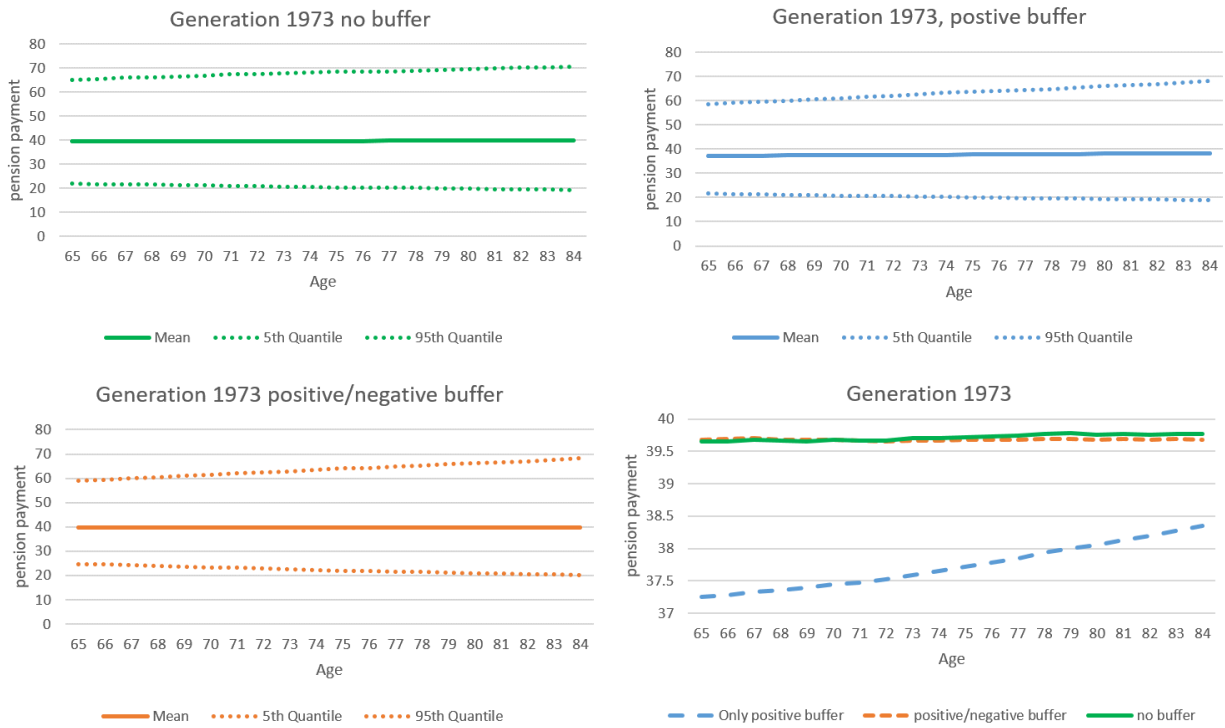 Generation 1973 no buffer
pension payment
80
70
60
50
40
30
20
10
0
65 66 67 68 69 70 71 72 73 74 75 76 77 78 79 80 81 82 83 84
Age
Mean 5th Quantile 95th Quantile
Generation 1973, postive buffer
pension payment
80
70
60
50
40
30
20
10
0
65 66 67 68 69 70 71 72 73 74 75 76 77 78 79 80 81 82 83 84
Age
Mean 5th Quantile 95th Quantile
Generation 1973 positive/negative buffer
pension payment
80
70
60
50
40
30
20
10
0
65 66 67 68 69 70 71 72 73 74 75 76 77 78 79 80 81 82 83 84
Age
Mean 5th Quantile 95th Quantile
Generation 1973
pension payment
40
39.5
39
38.5
38
37.5
37
65 66 67 68 69 70 71 72 73 74 75 76 77 78 79 80 81 82 83 84
Age
Only positive buffer positive/negative buffer no buffer